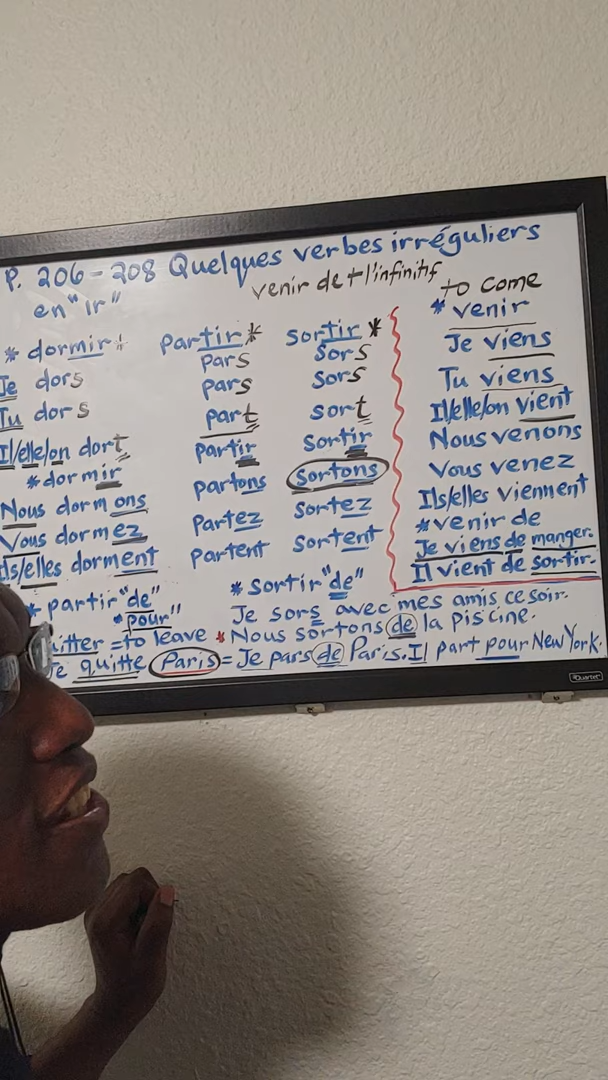 P. 206-208 Quelques verbes irréguliers
en "ir" venir de + l'infinitif to come
* dormir partir* sortir* * venir
Je dors pars sors Je viens
Tu dors pars sors Tu viens
Il/elle/on dort part sort Il/elle/on vient
* dormir partir sortir Nous venons
Nous dormons partons sortons Vous venez
Vous dormez partez sortez Ils/elles viennent
Ils/elles dorment partent sortent * venir de
Je viens de manger.
Il vient de sortir.
* partir "de" * sortir "de" Je sors avec mes amis ce soir.
* pour"
= to leave * Nous sortons de la piscine.
quitte Paris = Je pars de Paris. Il part pour New York.
Quartet